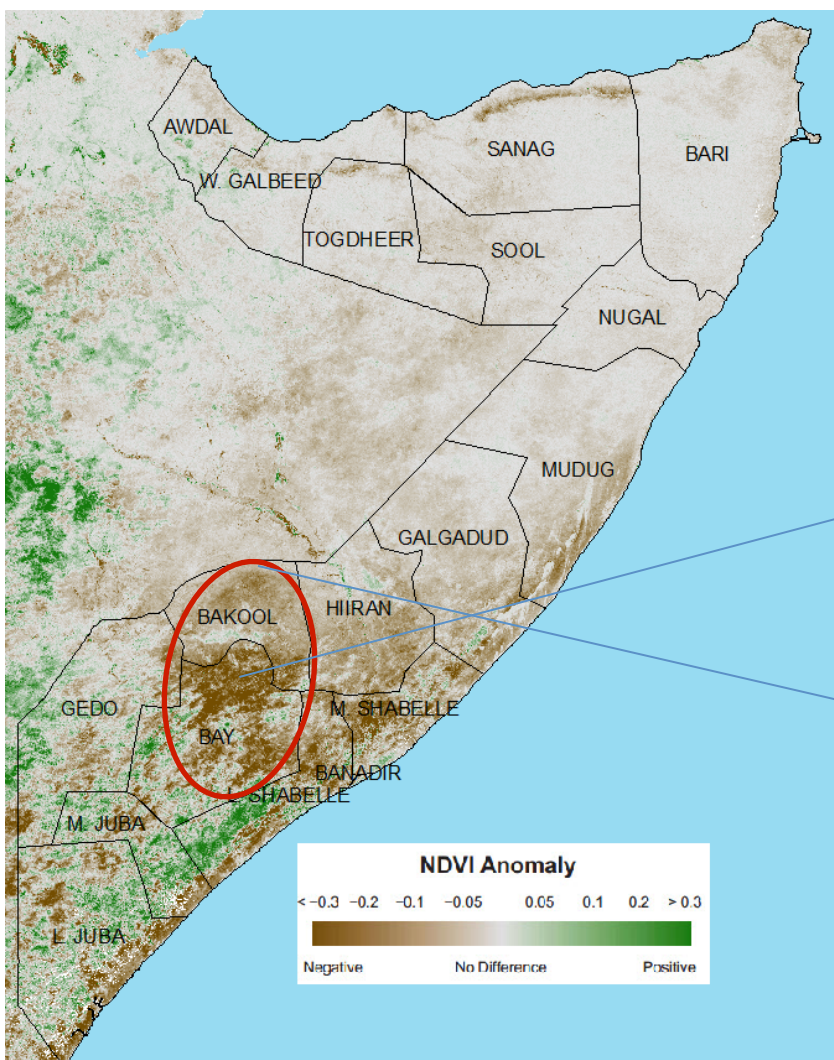 AWDAL
SANAG
BARI
W. GALBEED
TOGDHEER
SOOL
NUGAL
MUDUG
GALGADUD
BAKOOL
HIIRAN
GEDO
M. SHABELLE
BAY
BANADIR
L. SHABELLE
M. JUBA
L. JUBA
NDVI Anomaly
< −0.3 −0.2 −0.1 −0.05 0.05 0.1 0.2 > 0.3
Negative No Difference Positive